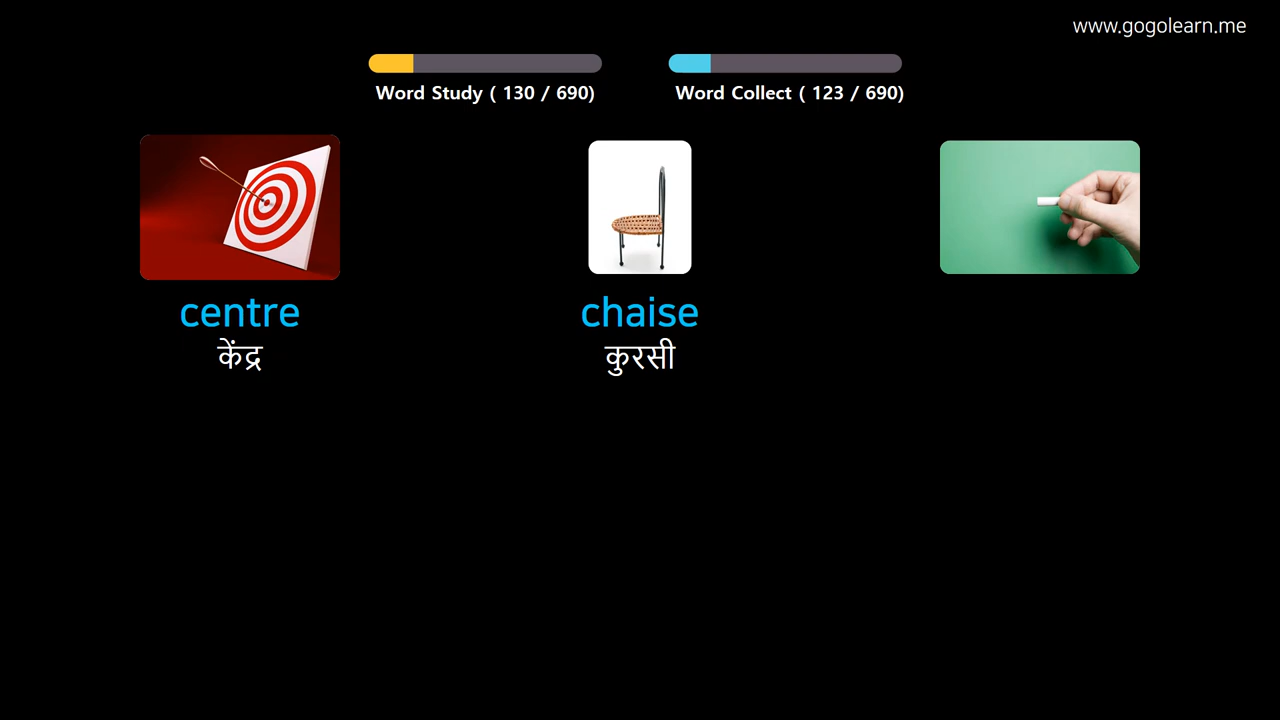 www.gogolearn.me
Word Study ( 130 / 690)
Word Collect ( 123 / 690)
centre
केंद्र
chaise
कुरसी